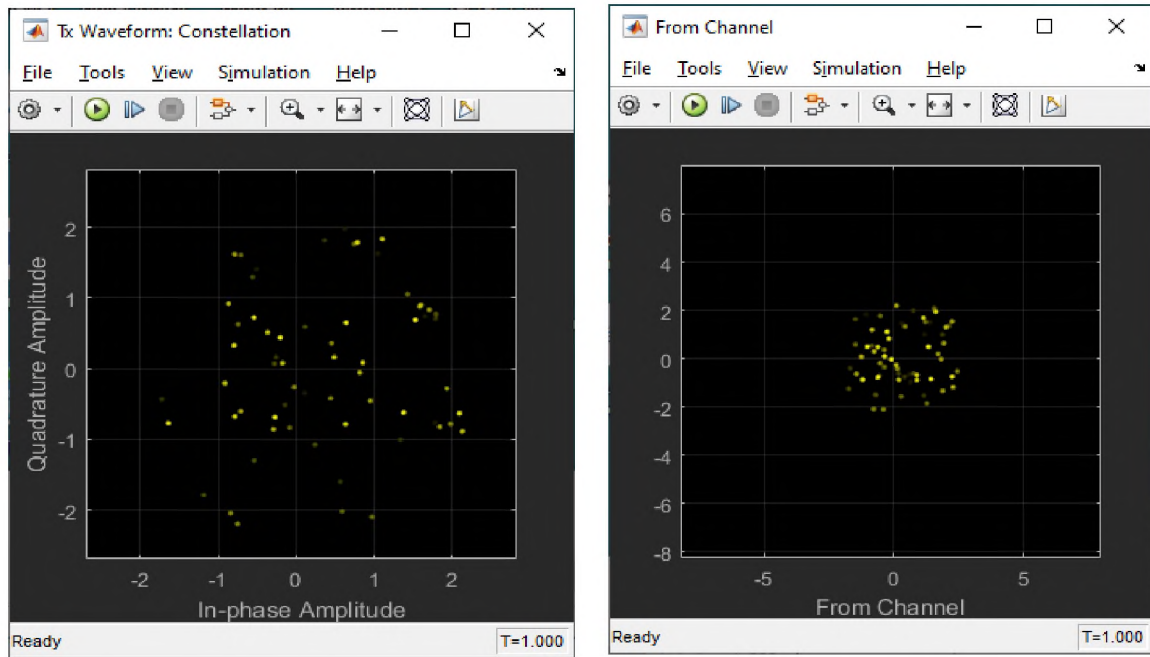 Tx Waveform: Constellation
File Tools View Simulation Help
2
1
0
-1
-2
Quadrature Amplitude
-2 -1 0 1 2
In-phase Amplitude
Ready T=1.000
From Channel
File Tools View Simulation Help
6
4
2
0
-2
-4
-6
-8
-5 0 5
From Channel
Ready T=1.000